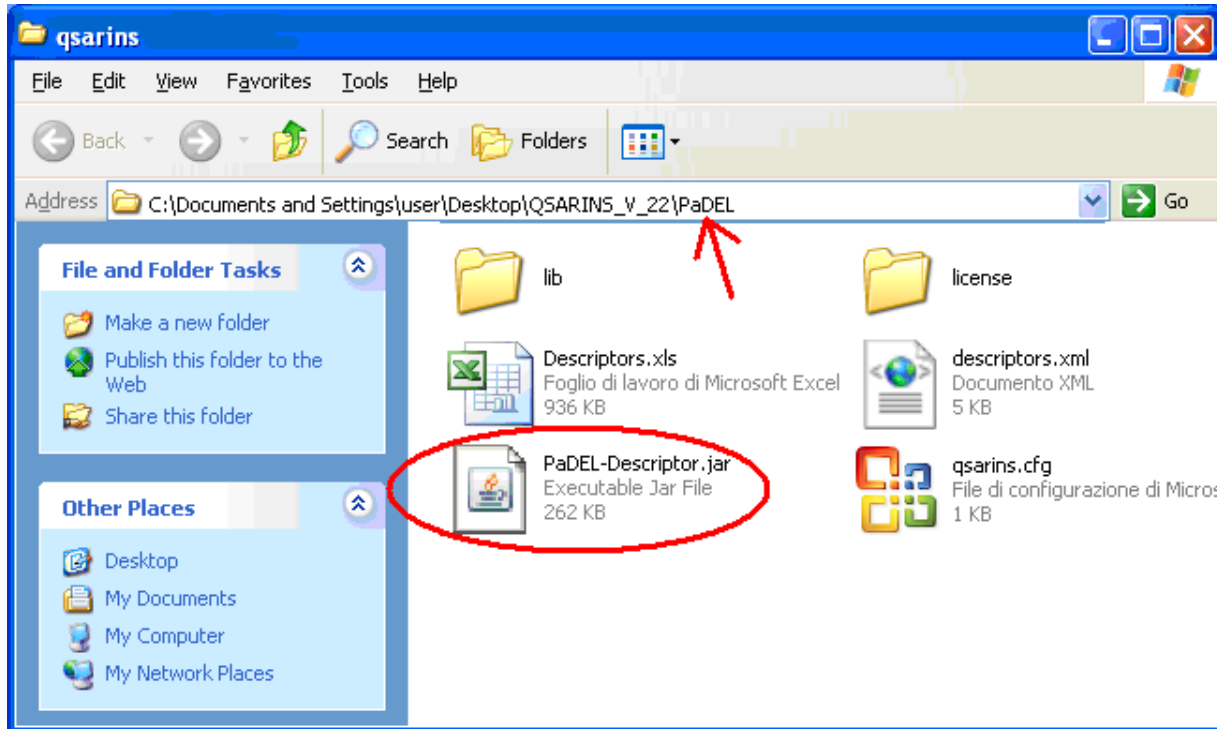 qsarins
File Edit View Favorites Tools Help
Back Search Folders
Address C:\Documents and Settings\user\Desktop\QSARINS_V_22\PaDEL Go
File and Folder Tasks
Make a new folder
Publish this folder to the
Web
Share this folder
Other Places
Desktop
My Documents
My Computer
My Network Places
lib
license
Descriptors.xls
Foglio di lavoro di Microsoft Excel
936 KB
descriptors.xml
Documento XML
5 KB
PaDEL-Descriptor.jar
Executable Jar File
262 KB
qsarins.cfg
File di configurazione di Micros
1 KB